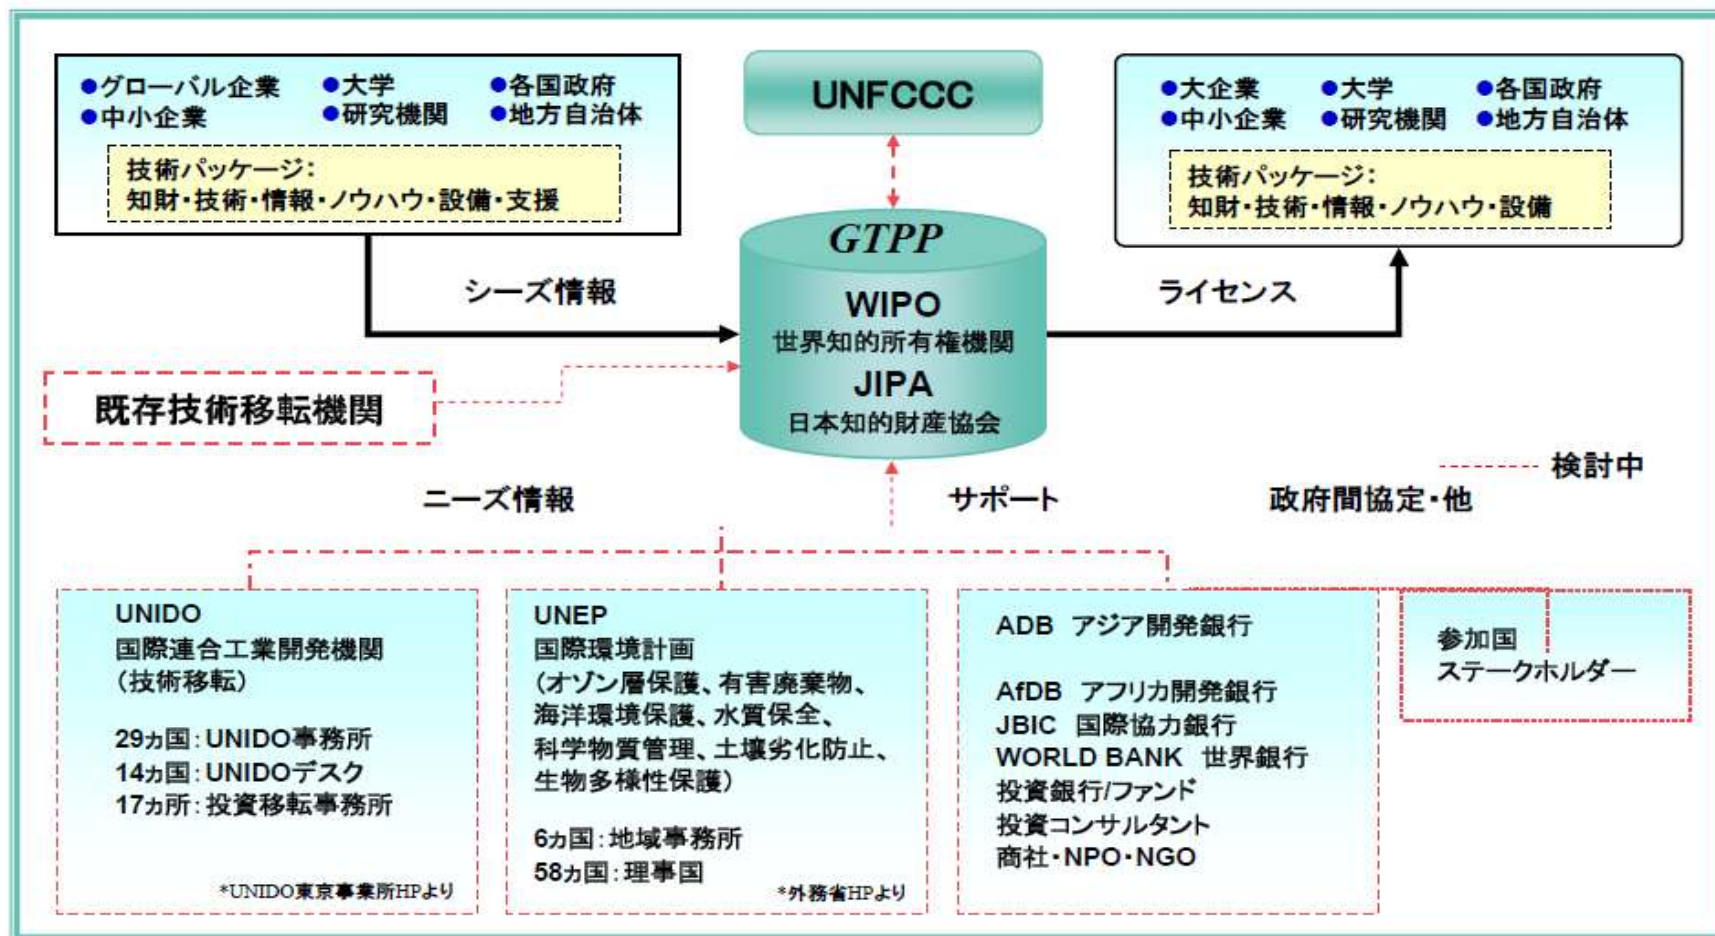 ●グローバル企業 ●大学 ●各国政府
●中小企業 ●研究機関 ●地方自治体
技術パッケージ：
知財・技術・情報・ノウハウ・設備・支援
UNFCCC
●大企業 ●大学 ●各国政府
●中小企業 ●研究機関 ●地方自治体
技術パッケージ：
知財・技術・情報・ノウハウ・設備
GTPP
WIPO
世界知的所有権機関
JIPA
日本知的財産協会
シーズ情報
ライセンス
既存技術移転機関
検討中
ニーズ情報
サポート
政府間協定・他
UNIDO
国際連合工業開発機関
（技術移転）
29ヵ国：UNIDO事務所
14ヵ国：UNIDOデスク
17ヵ所：投資移転事務所
*UNIDO東京事業所HPより
UNEP
国際環境計画
（オゾン層保護、有害廃棄物、
海洋環境保護、水質保全、
科学物質管理、土壌劣化防止、
生物多様性保護）
6ヵ国：地域事務所
58ヵ国：理事国
*外務省HPより
ADB アジア開発銀行
AfDB アフリカ開発銀行
JBIC 国際協力銀行
WORLD BANK 世界銀行
投資銀行/ファンド
投資コンサルタント
商社・NPO・NGO
参加国
ステークホルダー